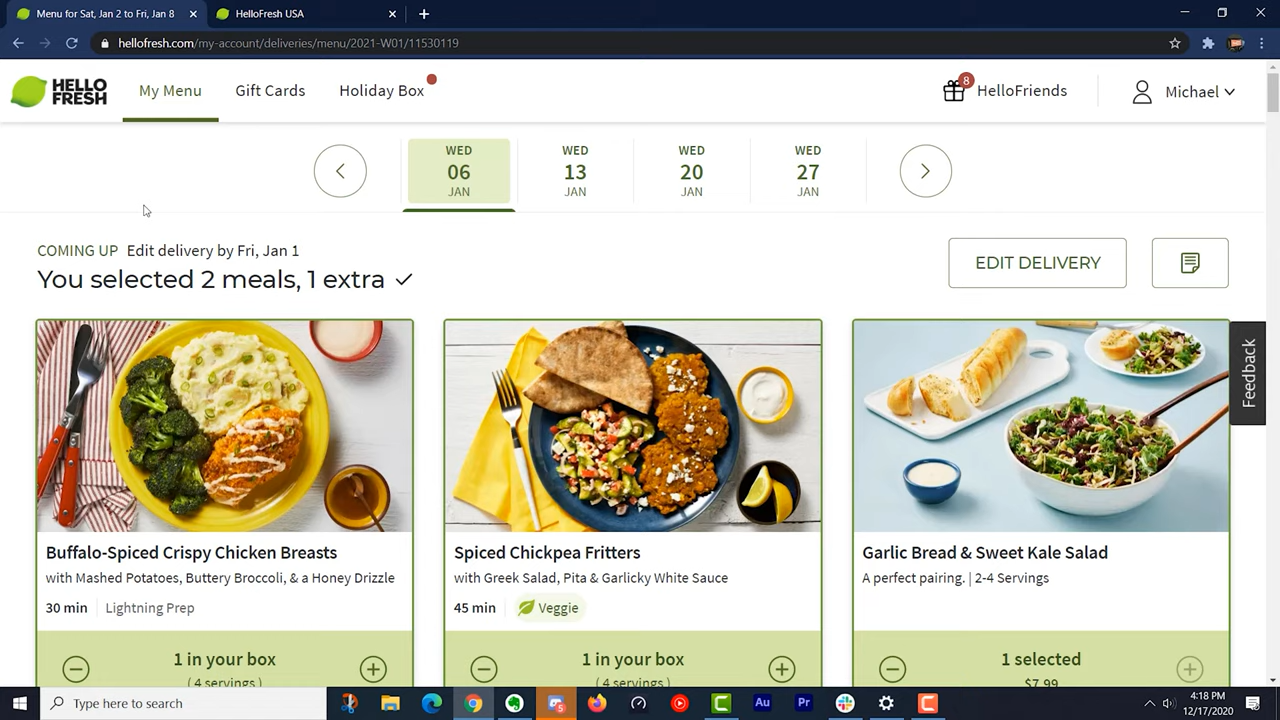 Menu for Sat, Jan 2 to Fri, Jan 8
HelloFresh USA
hellofresh.com/my-account/deliveries/menu/2021-W01/11530119
HELLO FRESH
My Menu
Gift Cards
Holiday Box
8
HelloFriends
Michael
WED 06 JAN
WED 13 JAN
WED 20 JAN
WED 27 JAN
COMING UP Edit delivery by Fri, Jan 1
You selected 2 meals, 1 extra
EDIT DELIVERY
Feedback
Buffalo-Spiced Crispy Chicken Breasts
with Mashed Potatoes, Buttery Broccoli, & a Honey Drizzle
30 min Lightning Prep
1 in your box
( 4 servings )
Spiced Chickpea Fritters
with Greek Salad, Pita & Garlicky White Sauce
45 min Veggie
1 in your box
( 4 servings )
Garlic Bread & Sweet Kale Salad
A perfect pairing. | 2-4 Servings
1 selected
$7.99
Type here to search
5
Au
Pr
4:18 PM
12/17/2020